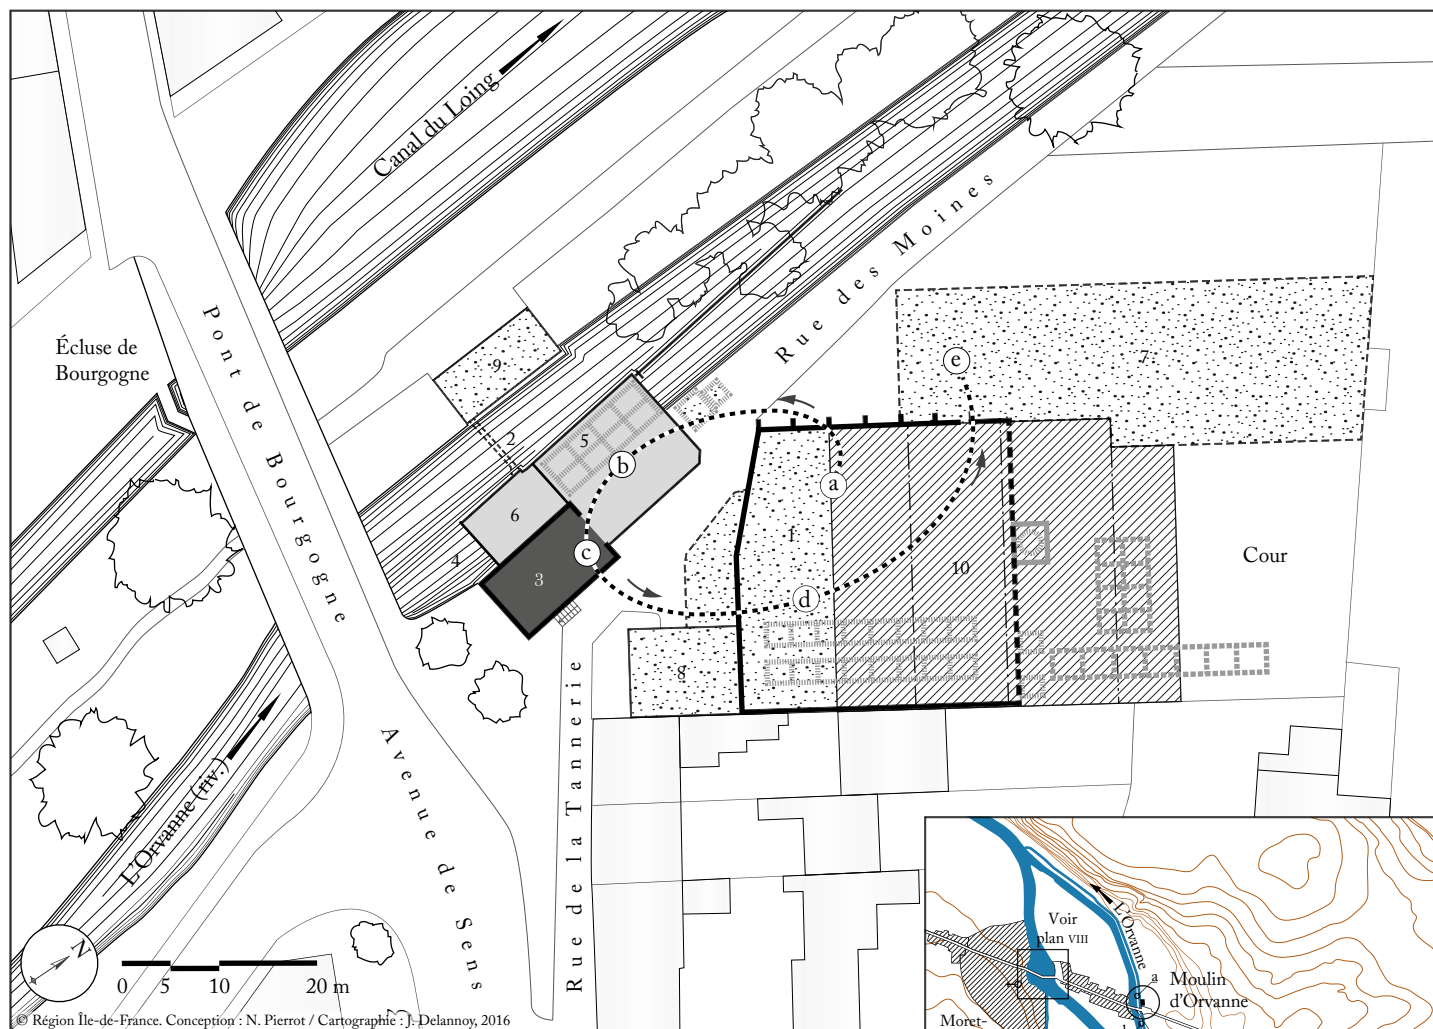 Canal du Loing
Rue des Moines
Écluse de
Bourgogne
Pont de Bourgogne
9
2
5
b
6
4
c
3
a
1
d
e
7
10
8
Cour
L'Orvanne (riv.)
Avenue de Sens
Rue de la Tannerie
N
0 5 10 20 m
© Région Île-de-France. Conception : N. Pierrot / Cartographie : J. Delannoy, 2016
Voir
plan VIII
L'Orvanne
a
Moulin
d'Orvanne
Moret-